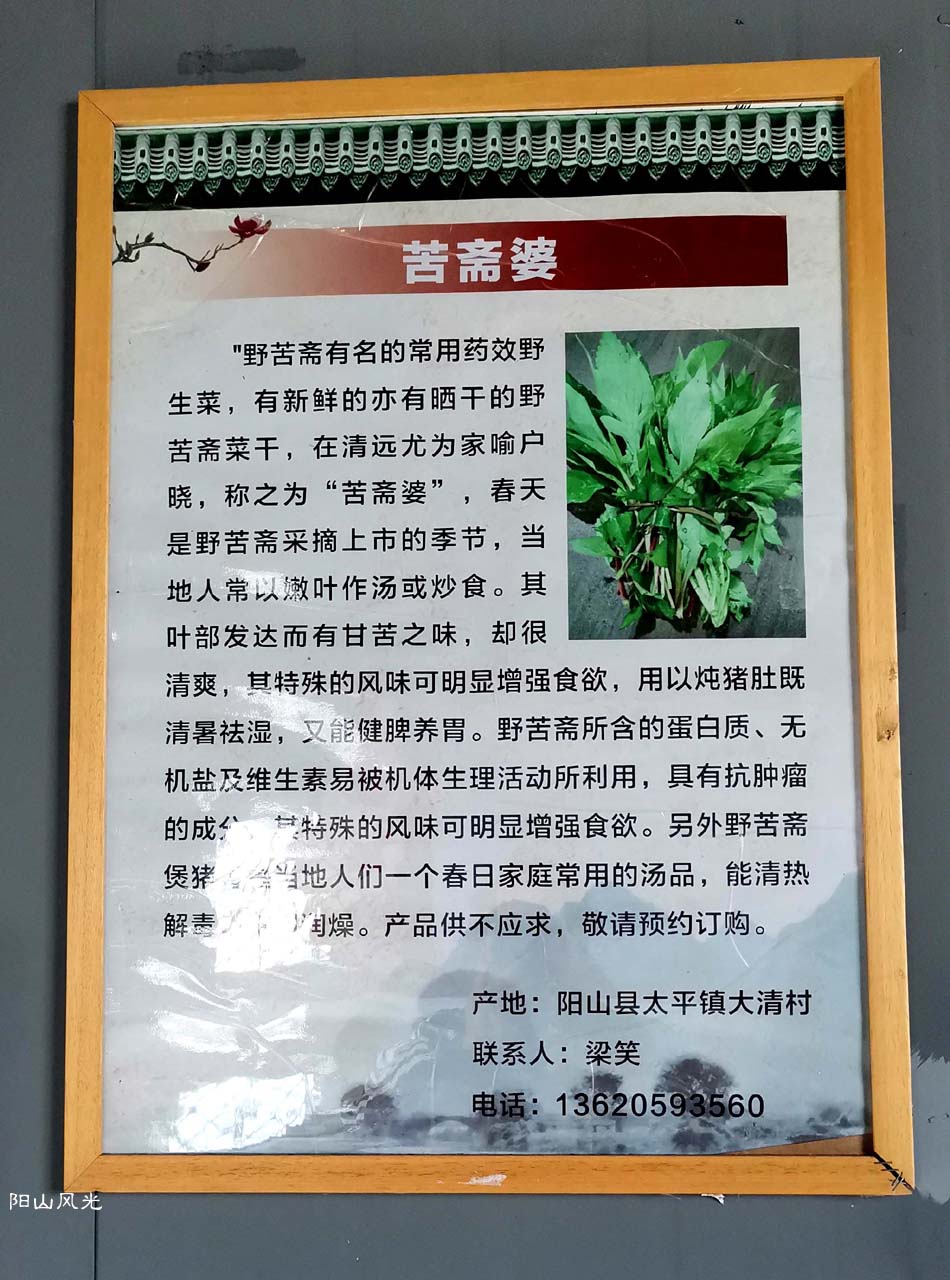 苦斋婆
"野苦斋有名的常用药效野
生菜，有新鲜的亦有晒干的野
苦斋菜干，在清远尤为家喻户
晓，称之为“苦斋婆”，春天
是野苦斋采摘上市的季节，当
地人常以嫩叶作汤或炒食。其
叶部发达而有甘苦之味，却很
清爽，其特殊的风味可明显增强食欲，用以炖猪肚既
清暑祛湿，又能健脾养胃。野苦斋所含的蛋白质、无
机盐及维生素易被机体生理活动所利用，具有抗肿瘤
的成分，其特殊的风味可明显增强食欲。另外野苦斋
煲猪 当地人们一个春日家庭常用的汤品，能清热
解毒 润燥。产品供不应求，敬请预约订购。
产地：阳山县太平镇大清村
联系人：梁笑
电话：13620593560
阳山风光